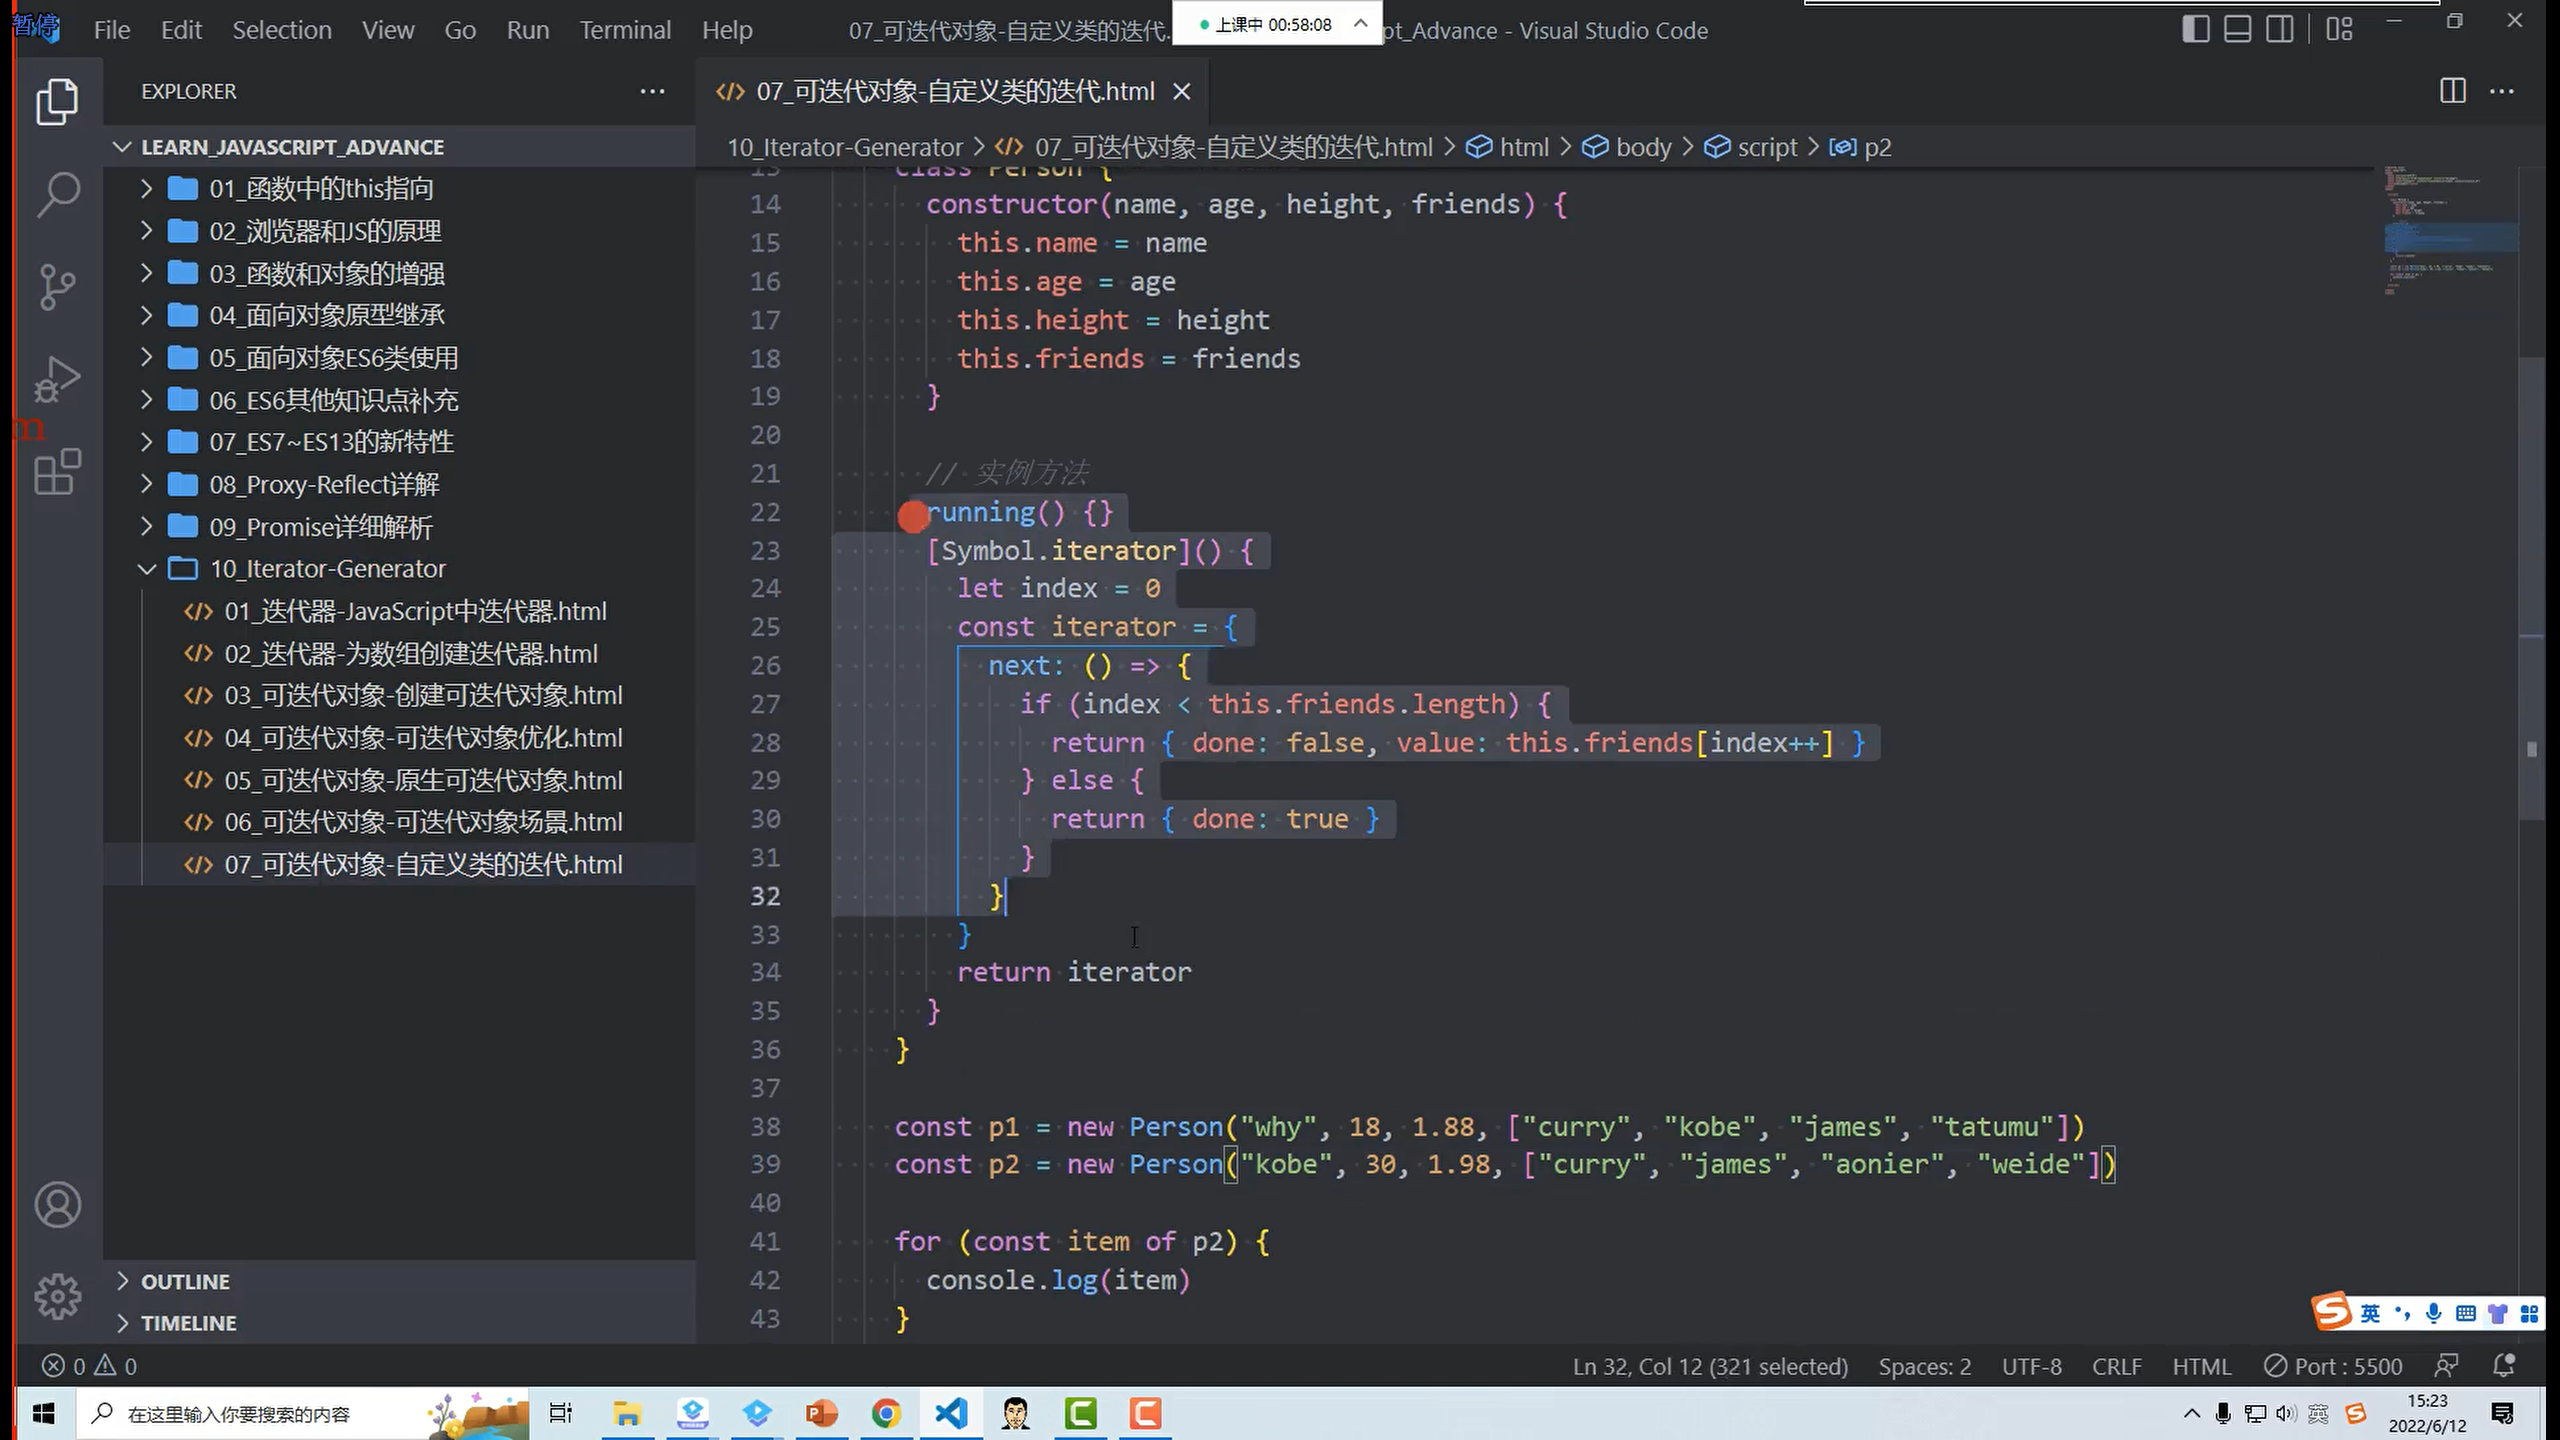 暂停
File Edit Selection View Go Run Terminal Help
07_可迭代对象-自定义类的迭代.
上课中 00:58:08
pt_Advance - Visual Studio Code
EXPLORER
07_可迭代对象-自定义类的迭代.html
LEARN_JAVASCRIPT_ADVANCE
10_Iterator-Generator > 07_可迭代对象-自定义类的迭代.html > html > body > script > p2
01_函数中的this指向
02_浏览器和JS的原理
03_函数和对象的增强
04_面向对象原型继承
05_面向对象ES6类使用
06_ES6其他知识点补充
m
07_ES7~ES13的新特性
08_Proxy-Reflect详解
09_Promise详细解析
10_Iterator-Generator
01_迭代器-JavaScript中迭代器.html
02_迭代器-为数组创建迭代器.html
03_可迭代对象-创建可迭代对象.html
04_可迭代对象-可迭代对象优化.html
05_可迭代对象-原生可迭代对象.html
06_可迭代对象-可迭代对象场景.html
07_可迭代对象-自定义类的迭代.html
OUTLINE
TIMELINE
13 class Person {
14 constructor(name, age, height, friends) {
15 this.name = name
16 this.age = age
17 this.height = height
18 this.friends = friends
19 }
20
21 // 实例方法
22 running() {}
23 [Symbol.iterator]() {
24 let index = 0
25 const iterator = {
26 next: () => {
27 if (index < this.friends.length) {
28 return { done: false, value: this.friends[index++] }
29 } else {
30 return { done: true }
31 }
32 }
33 }
34 return iterator
35 }
36 }
37
38 const p1 = new Person("why", 18, 1.88, ["curry", "kobe", "james", "tatumu"])
39 const p2 = new Person("kobe", 30, 1.98, ["curry", "james", "aonier", "weide"])
40
41 for (const item of p2) {
42 console.log(item)
43 }
英
0 0
Ln 32, Col 12 (321 selected) Spaces: 2 UTF-8 CRLF HTML Port : 5500
在这里输入你要搜索的内容
英
15:23
2022/6/12